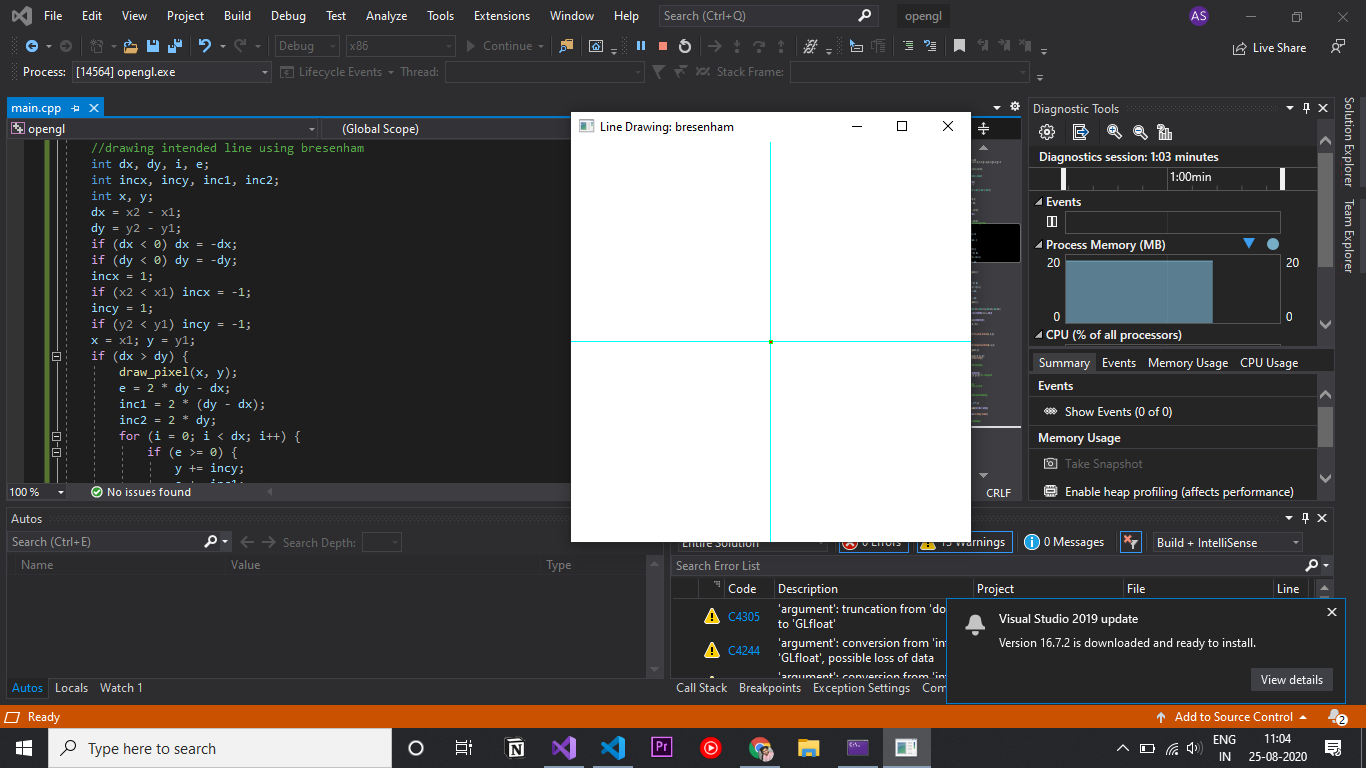 File Edit View Project Build Debug Test Analyze Tools Extensions Window Help Search (Ctrl+Q) opengl AS
Debug x86 Continue Live Share
Process: [14564] opengl.exe Lifecycle Events Thread: Stack Frame:
main.cpp
opengl (Global Scope)
//drawing intended line using bresenham
int dx, dy, i, e;
int incx, incy, inc1, inc2;
int x, y;
dx = x2 - x1;
dy = y2 - y1;
if (dx < 0) dx = -dx;
if (dy < 0) dy = -dy;
incx = 1;
if (x2 < x1) incx = -1;
incy = 1;
if (y2 < y1) incy = -1;
x = x1; y = y1;
if (dx > dy) {
draw_pixel(x, y);
e = 2 * dy - dx;
inc1 = 2 * (dy - dx);
inc2 = 2 * dy;
for (i = 0; i < dx; i++) {
if (e >= 0) {
y += incy;
100 % No issues found CRLF
Line Drawing: bresenham
Diagnostic Tools
Diagnostics session: 1:03 minutes
1:00min
Events
Process Memory (MB)
20 20
0 0
CPU (% of all processors)
Summary Events Memory Usage CPU Usage
Events
Show Events (0 of 0)
Memory Usage
Take Snapshot
Enable heap profiling (affects performance)
Solution Explorer
Team Explorer
Autos
Search (Ctrl+E) Search Depth:
Name Value Type
Autos Locals Watch 1
Entire Solution 0 Errors 15 Warnings 0 Messages Build + IntelliSense
Search Error List
Code Description Project File Line
C4305 'argument': truncation from 'do
to 'GLfloat'
C4244 'argument': conversion from 'in
'GLfloat', possible loss of data
'argument': conversion from 'in
Call Stack Breakpoints Exception Settings Com
Visual Studio 2019 update
Version 16.7.2 is downloaded and ready to install.
View details
Ready Add to Source Control 2
Type here to search
Pr
ENG
IN
11:04
25-08-2020